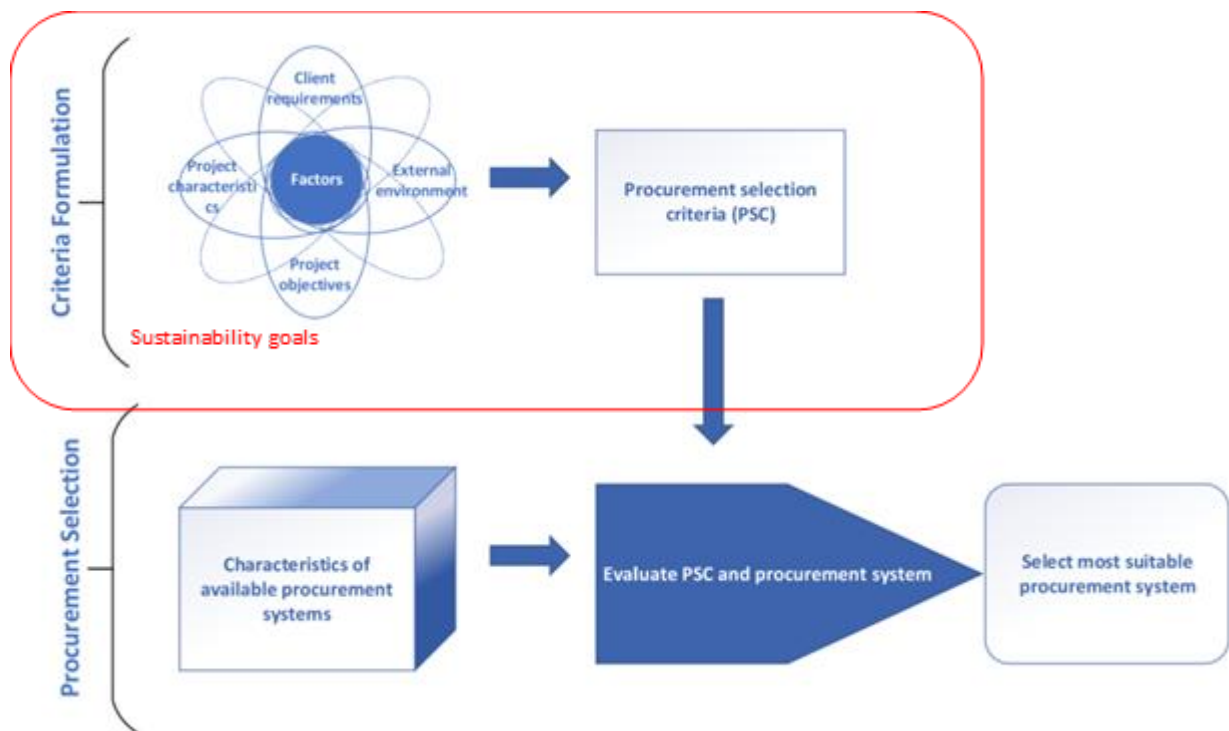 Criteria Formulation
Client
requirements
Project
characteristi
cs
Factors
External
environment
Project
objectives
Procurement selection
criteria (PSC)
Sustainability goals
Procurement Selection
Characteristics of
available procurement
systems
Evaluate PSC and procurement system
Select most suitable
procurement system